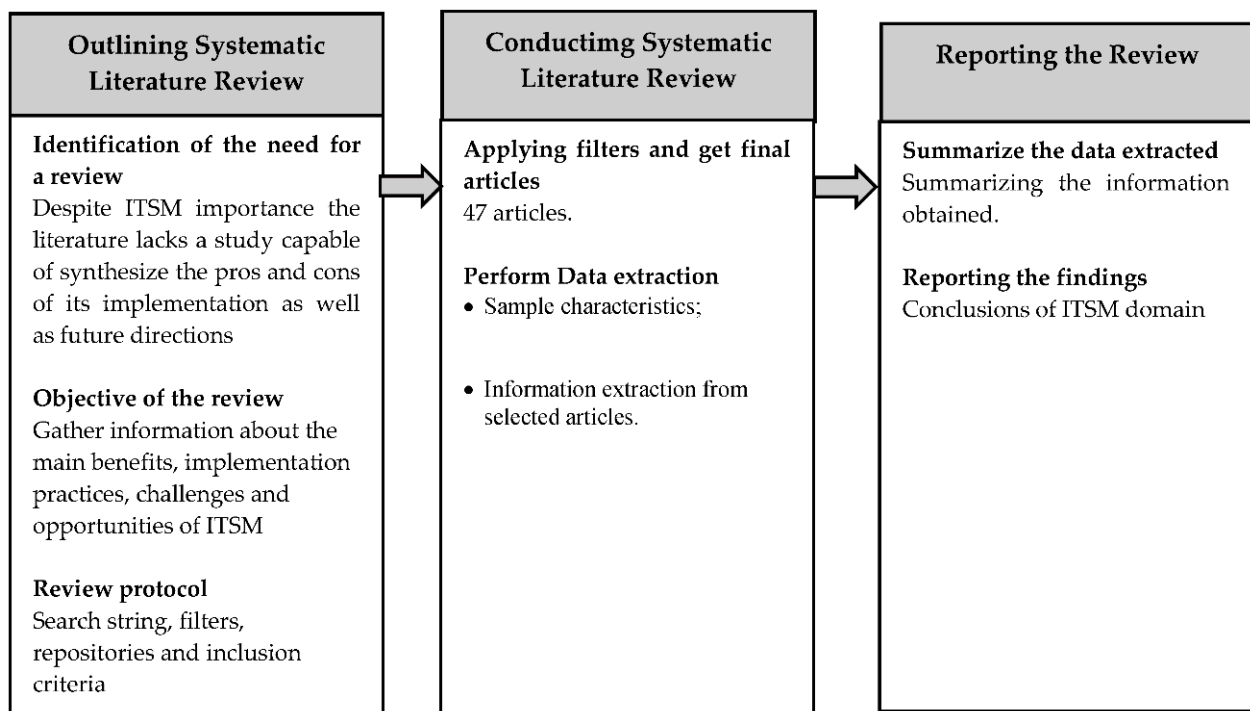 Outlining Systematic
Literature Review
Identification of the need for
a review
Despite ITSM importance the
literature lacks a study capable
of synthesize the pros and cons
of its implementation as well
as future directions
Objective of the review
Gather information about the
main benefits, implementation
practices, challenges and
opportunities of ITSM
Review protocol
Search string, filters,
repositories and inclusion
criteria
Conductimg Systematic
Literature Review
Applying filters and get final
articles
47 articles.
Perform Data extraction
• Sample characteristics;
• Information extraction from
selected articles.
Reporting the Review
Summarize the data extracted
Summarizing the information
obtained.
Reporting the findings
Conclusions of ITSM domain